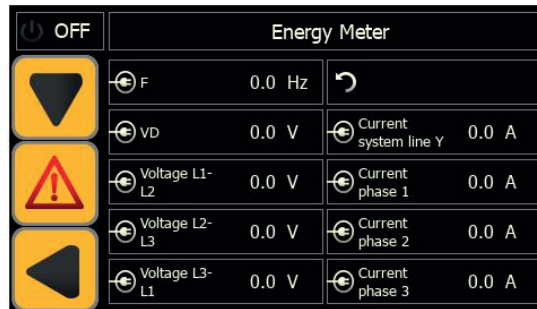 OFF
Energy Meter
F 0.0 Hz
VD 0.0 V
Current
system line Y 0.0 A
Voltage L1-
L2 0.0 V
Current
phase 1 0.0 A
Voltage L2-
L3 0.0 V
Current
phase 2 0.0 A
Voltage L3-
L1 0.0 V
Current
phase 3 0.0 A